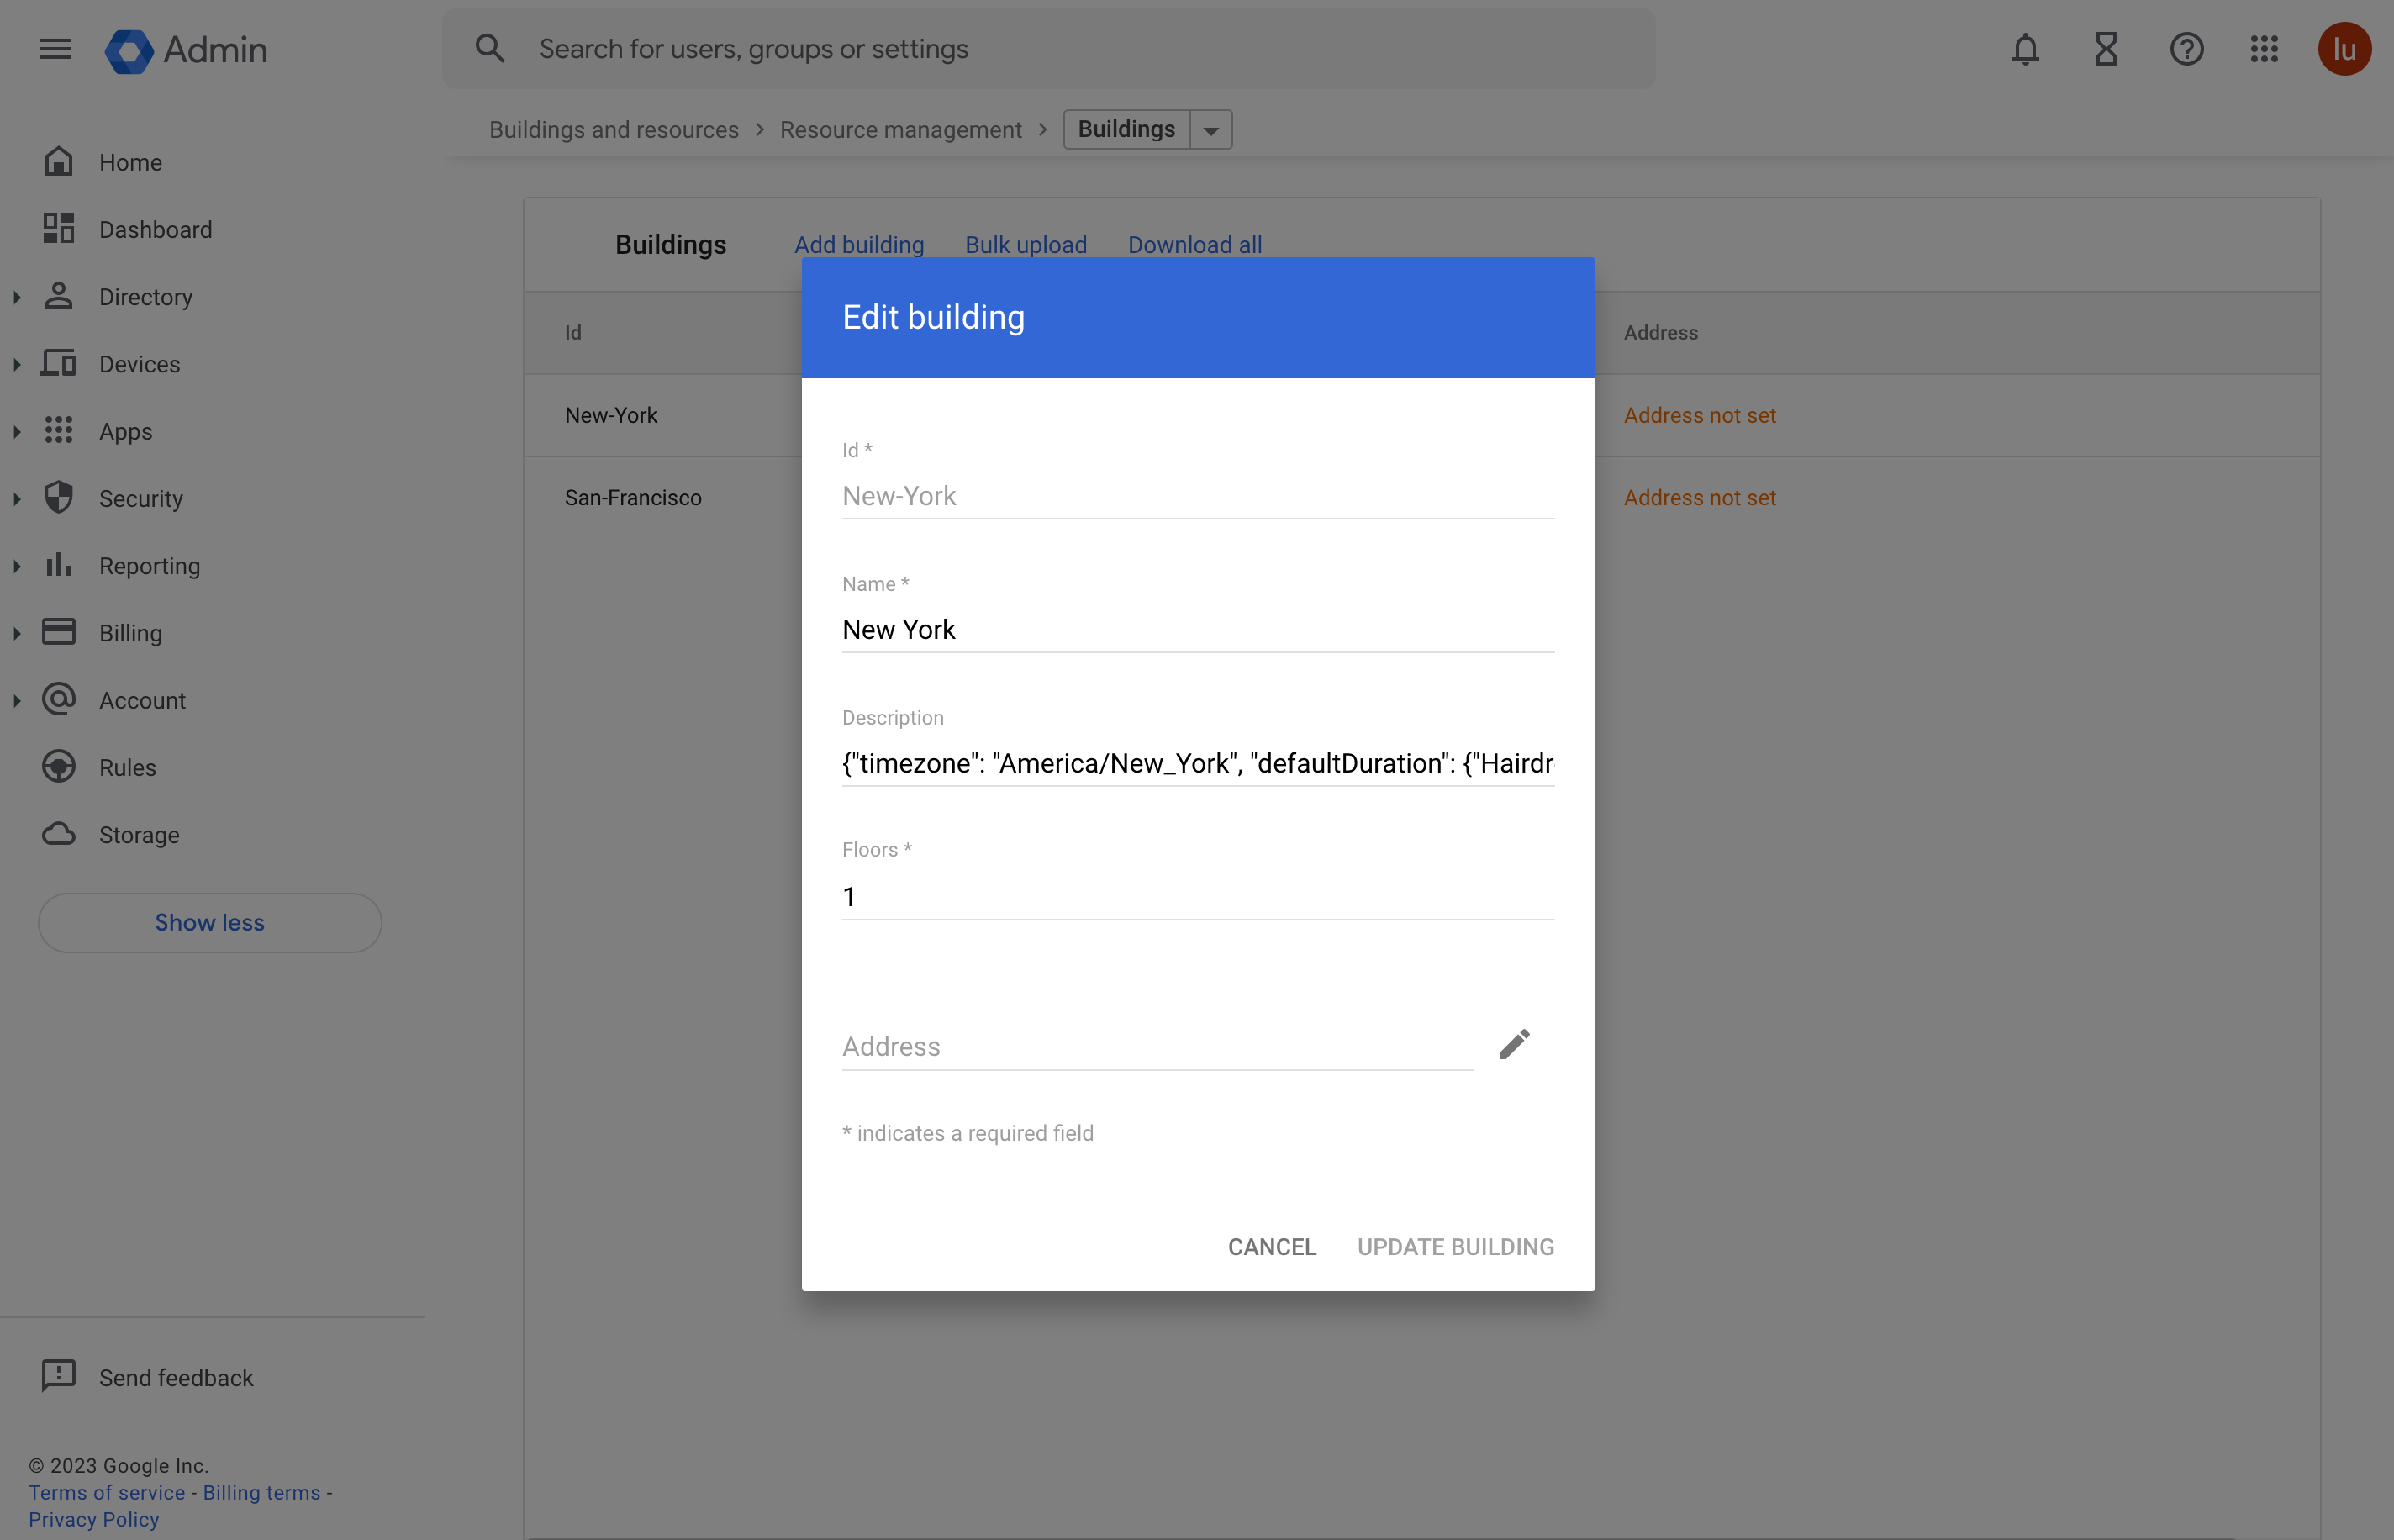 Admin
Search for users, groups or settings
lu
Buildings and resources > Resource management > Buildings
Home
Dashboard
Directory
Devices
Apps
Security
Reporting
Billing
Account
Rules
Storage
Show less
Send feedback
© 2023 Google Inc.
Terms of service - Billing terms -
Privacy Policy
Buildings Add building Bulk upload Download all
Id Address
New-York Address not set
San-Francisco Address not set
Edit building
Id *
New-York
Name *
New York
Description
{"timezone": "America/New_York", "defaultDuration": {"Hairdr
Floors *
1
Address
* indicates a required field
CANCEL UPDATE BUILDING